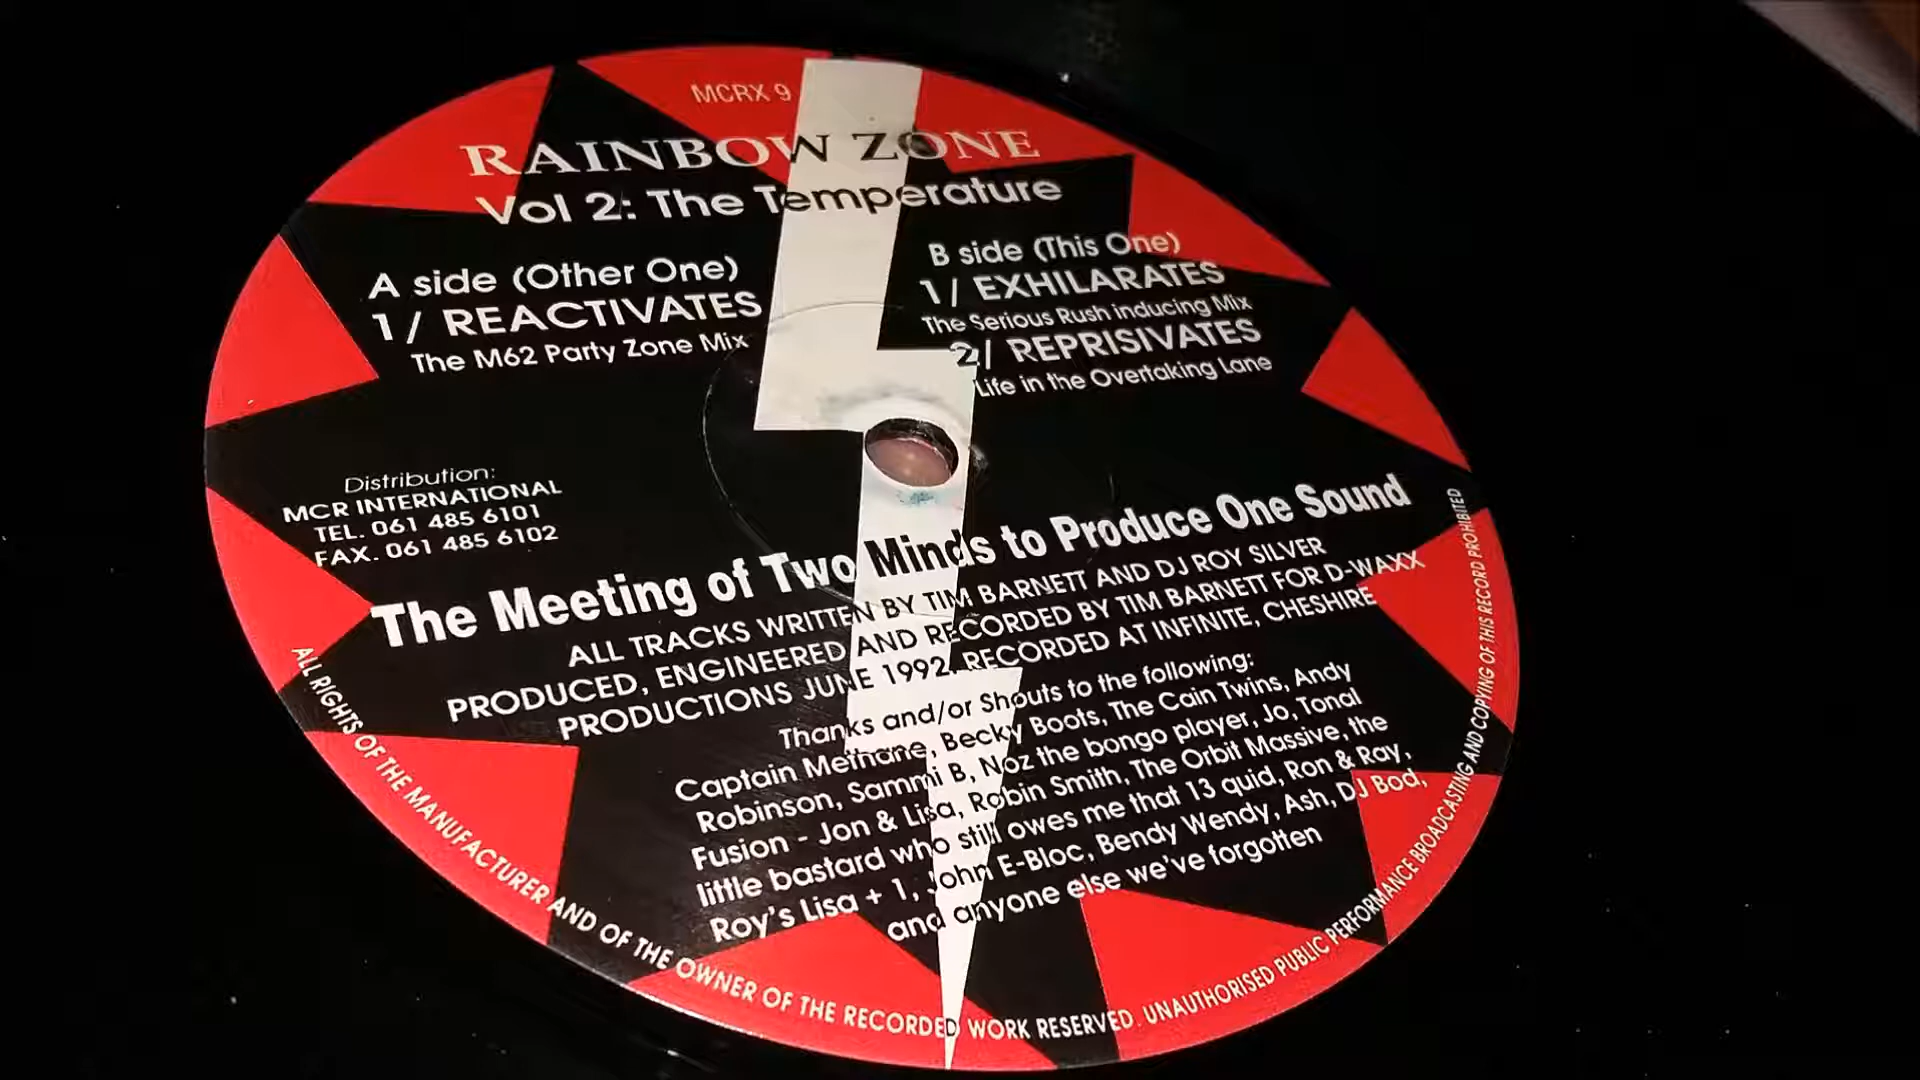 MCRX 9
RAINBOW ZONE
Vol 2: The Temperature
A side (Other One)
1/ REACTIVATES
The M62 Party Zone Mix
B side (This One)
1/ EXHILARATES
The Serious Rush inducing Mix
2/ REPRISIVATES
Life in the Overtaking Lane
Distribution:
MCR INTERNATIONAL
TEL. 061 485 6101
FAX. 061 485 6102
The Meeting of Two Minds to Produce One Sound
ALL TRACKS WRITTEN BY TIM BARNETT AND DJ ROY SILVER
PRODUCED, ENGINEERED AND RECORDED BY TIM BARNETT FOR D-WAXX
PRODUCTIONS JUNE 1992. RECORDED AT INFINITE, CHESHIRE
Thanks and/or Shouts to the following:
Captain Methane, Becky Boots, The Cain Twins, Andy
Robinson, Sammi B, Noz the bongo player, Jo, Tonal
Fusion - Jon & Lisa, Robin Smith, The Orbit Massive, the
little bastard who still owes me that 13 quid, Ron & Ray,
Roy's Lisa + 1, John E-Bloc, Bendy Wendy, Ash, DJ Bod,
and anyone else we've forgotten
ALL RIGHTS OF THE MANUFACTURER AND OF THE OWNER OF THE RECORDED WORK RESERVED. UNAUTHORISED PUBLIC PERFORMANCE BROADCASTING AND COPYING OF THIS RECORD PROHIBITED